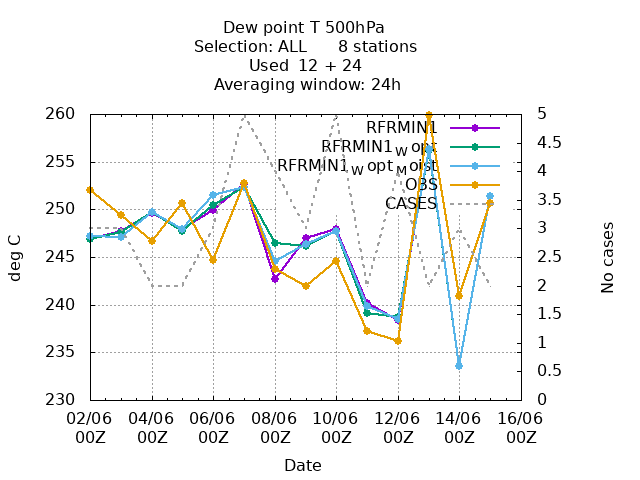 Dew point T 500hPa
Selection: ALL 8 stations
Used 12 + 24
Averaging window: 24h
260 5
RFRMIN1
4.5
RFRMIN1wopt
255 4
RFRMIN1woptMoist
OBS
3.5
CASES
250 3
245 2.5
240 2
1.5
235 1
0.5
230 0
deg C
No cases
02/06 04/06 06/06 08/06 10/06 12/06 14/06 16/06
00Z 00Z 00Z 00Z 00Z 00Z 00Z 00Z
Date